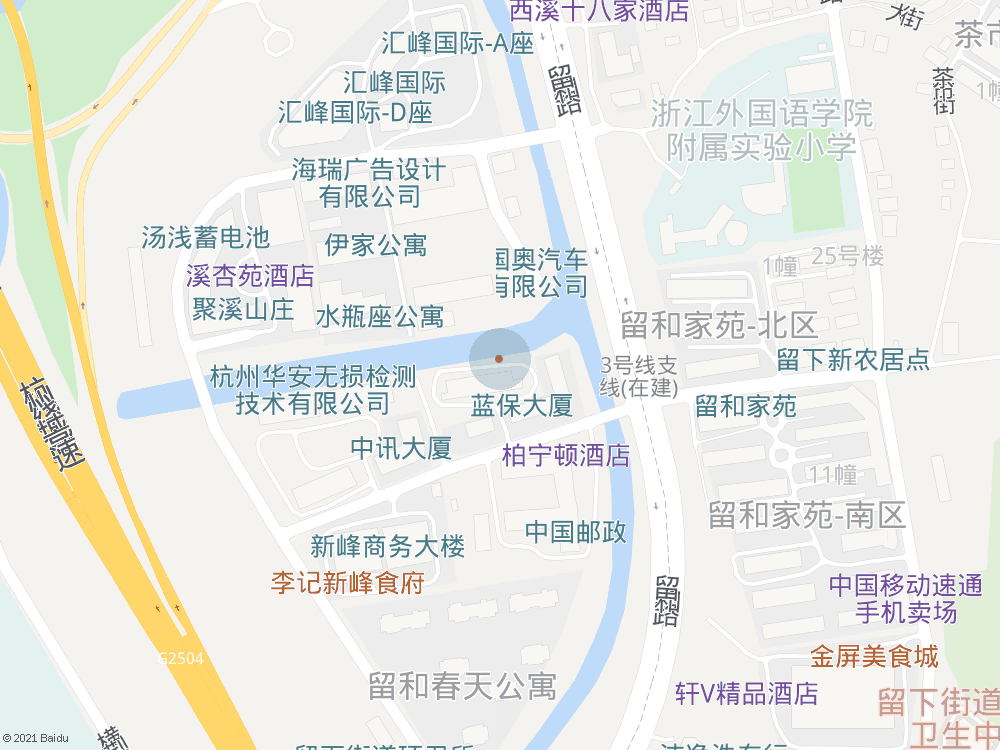 西溪十八家酒店
大街
茶市
茶市街
1幢
汇峰国际-A座
留和路
汇峰国际
汇峰国际-D座
浙江外国语学院
附属实验小学
海瑞广告设计
有限公司
汤浅蓄电池
伊家公寓
国奥汽车
有限公司
1幢
25号楼
溪杏苑酒店
聚溪山庄
水瓶座公寓
留和家苑-北区
3号线支
线(在建)
留下新农居点
杭州华安无损检测
技术有限公司
蓝保大厦
留和家苑
杭绕高速
中讯大厦
柏宁顿酒店
11幢
留和家苑-南区
新峰商务大楼
中国邮政
李记新峰食府
留和路
中国移动速通
手机卖场
G2504
金屏美食城
留和春天公寓
轩V精品酒店
留下街道
卫生中
© 2021 Baidu